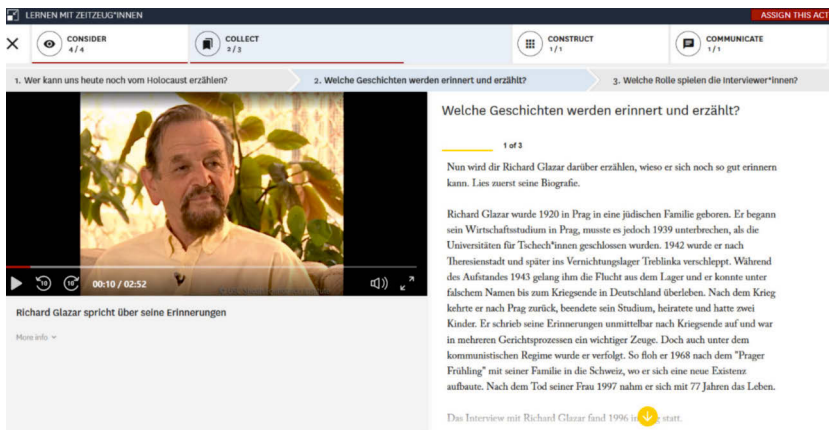 LERNEN MIT ZEITZEUG*INNEN
ASSIGN THIS ACT
CONSIDER
4/4
COLLECT
2/3
CONSTRUCT
1/1
COMMUNICATE
1/1
1. Wer kann uns heute noch vom Holocaust erzählen?
2. Welche Geschichten werden erinnert und erzählt?
3. Welche Rolle spielen die Interviewer*innen?
10
10
00:10 / 02:52
Richard Glazar spricht über seine Erinnerungen
More info
Welche Geschichten werden erinnert und erzählt?
1 of 3
Nun wird dir Richard Glazar darüber erzählen, wieso er sich noch so gut erinnern
kann. Lies zuerst seine Biografie.
Richard Glazar wurde 1920 in Prag in eine jüdischen Familie geboren. Er begann
sein Wirtschaftsstudium in Prag, musste es jedoch 1939 unterbrechen, als die
Universitäten für Tschech*innen geschlossen wurden. 1942 wurde er nach
Theresienstadt und später ins Vernichtungslager Treblinka verschleppt. Während
des Aufstandes 1943 gelang ihm die Flucht aus dem Lager und er konnte unter
falschem Namen bis zum Kriegsende in Deutschland überleben. Nach dem Krieg
kehrte er nach Prag zurück, beendete sein Studium, heiratete und hatte zwei
Kinder. Er schrieb seine Erinnerungen unmittelbar nach Kriegsende auf und war
in mehreren Gerichtsprozessen ein wichtiger Zeuge. Doch auch unter dem
kommunistischen Regime wurde er verfolgt. So floh er 1968 nach dem "Prager
Frühling" mit seiner Familie in die Schweiz, wo er sich eine neue Existenz
aufbaute. Nach dem Tod seiner Frau 1997 nahm er sich mit 77 Jahren das Leben.
Das Interview mit Richard Glazar fand 1996 statt.